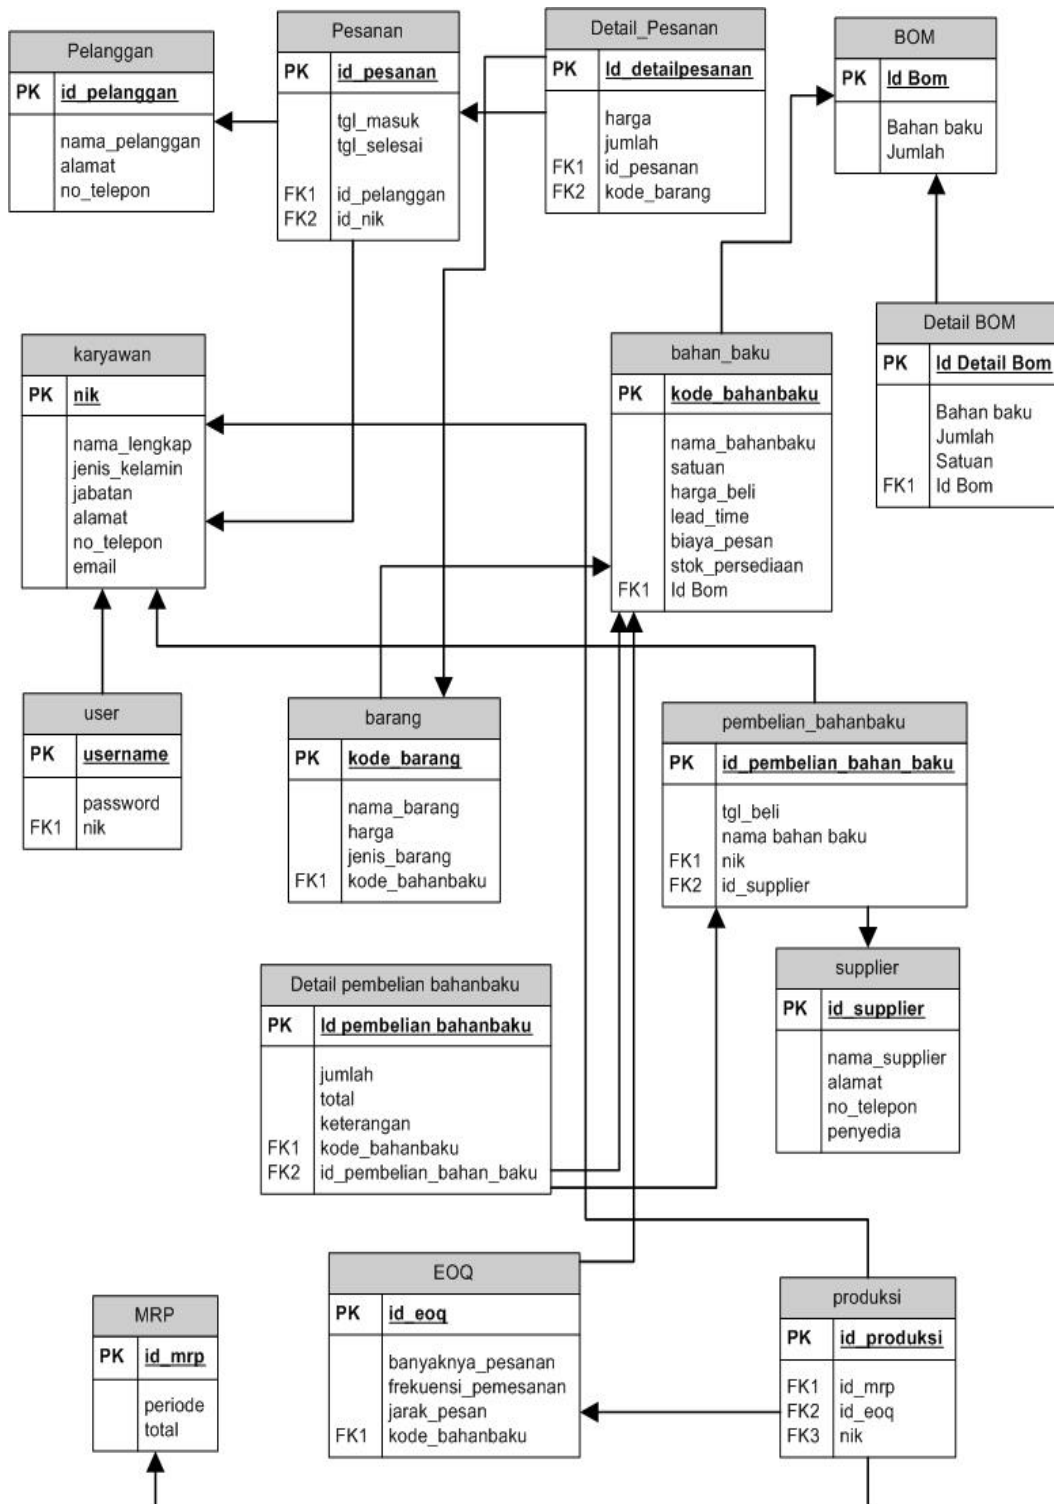 Pelanggan
PK id_pelanggan
nama_pelanggan
alamat
no_telepon
Pesanan
PK id_pesanan
tgl_masuk
tgl_selesai
FK1 id_pelanggan
FK2 id_nik
Detail_Pesanan
PK Id_detailpesanan
harga
jumlah
FK1 id_pesanan
FK2 kode_barang
BOM
PK Id Bom
Bahan baku
Jumlah
karyawan
PK nik
nama_lengkap
jenis_kelamin
jabatan
alamat
no_telepon
email
bahan_baku
PK kode_bahanbaku
nama_bahanbaku
satuan
harga_beli
lead_time
biaya_pesan
stok_persediaan
FK1 Id Bom
Detail BOM
PK Id Detail Bom
Bahan baku
Jumlah
Satuan
FK1 Id Bom
user
PK username
password
FK1 nik
barang
PK kode_barang
nama_barang
harga
jenis_barang
FK1 kode_bahanbaku
pembelian_bahanbaku
PK id_pembelian_bahan_baku
tgl_beli
nama bahan baku
FK1 nik
FK2 id_supplier
Detail pembelian bahanbaku
PK Id pembelian bahanbaku
jumlah
total
keterangan
FK1 kode_bahanbaku
FK2 id_pembelian_bahan_baku
supplier
PK id_supplier
nama_supplier
alamat
no_telepon
penyedia
MRP
PK id_mrp
periode
total
EOQ
PK id_eoq
banyaknya_pesanan
frekuensi_pemesanan
jarak_pesan
FK1 kode_bahanbaku
produksi
PK id_produksi
FK1 id_mrp
FK2 id_eoq
FK3 nik